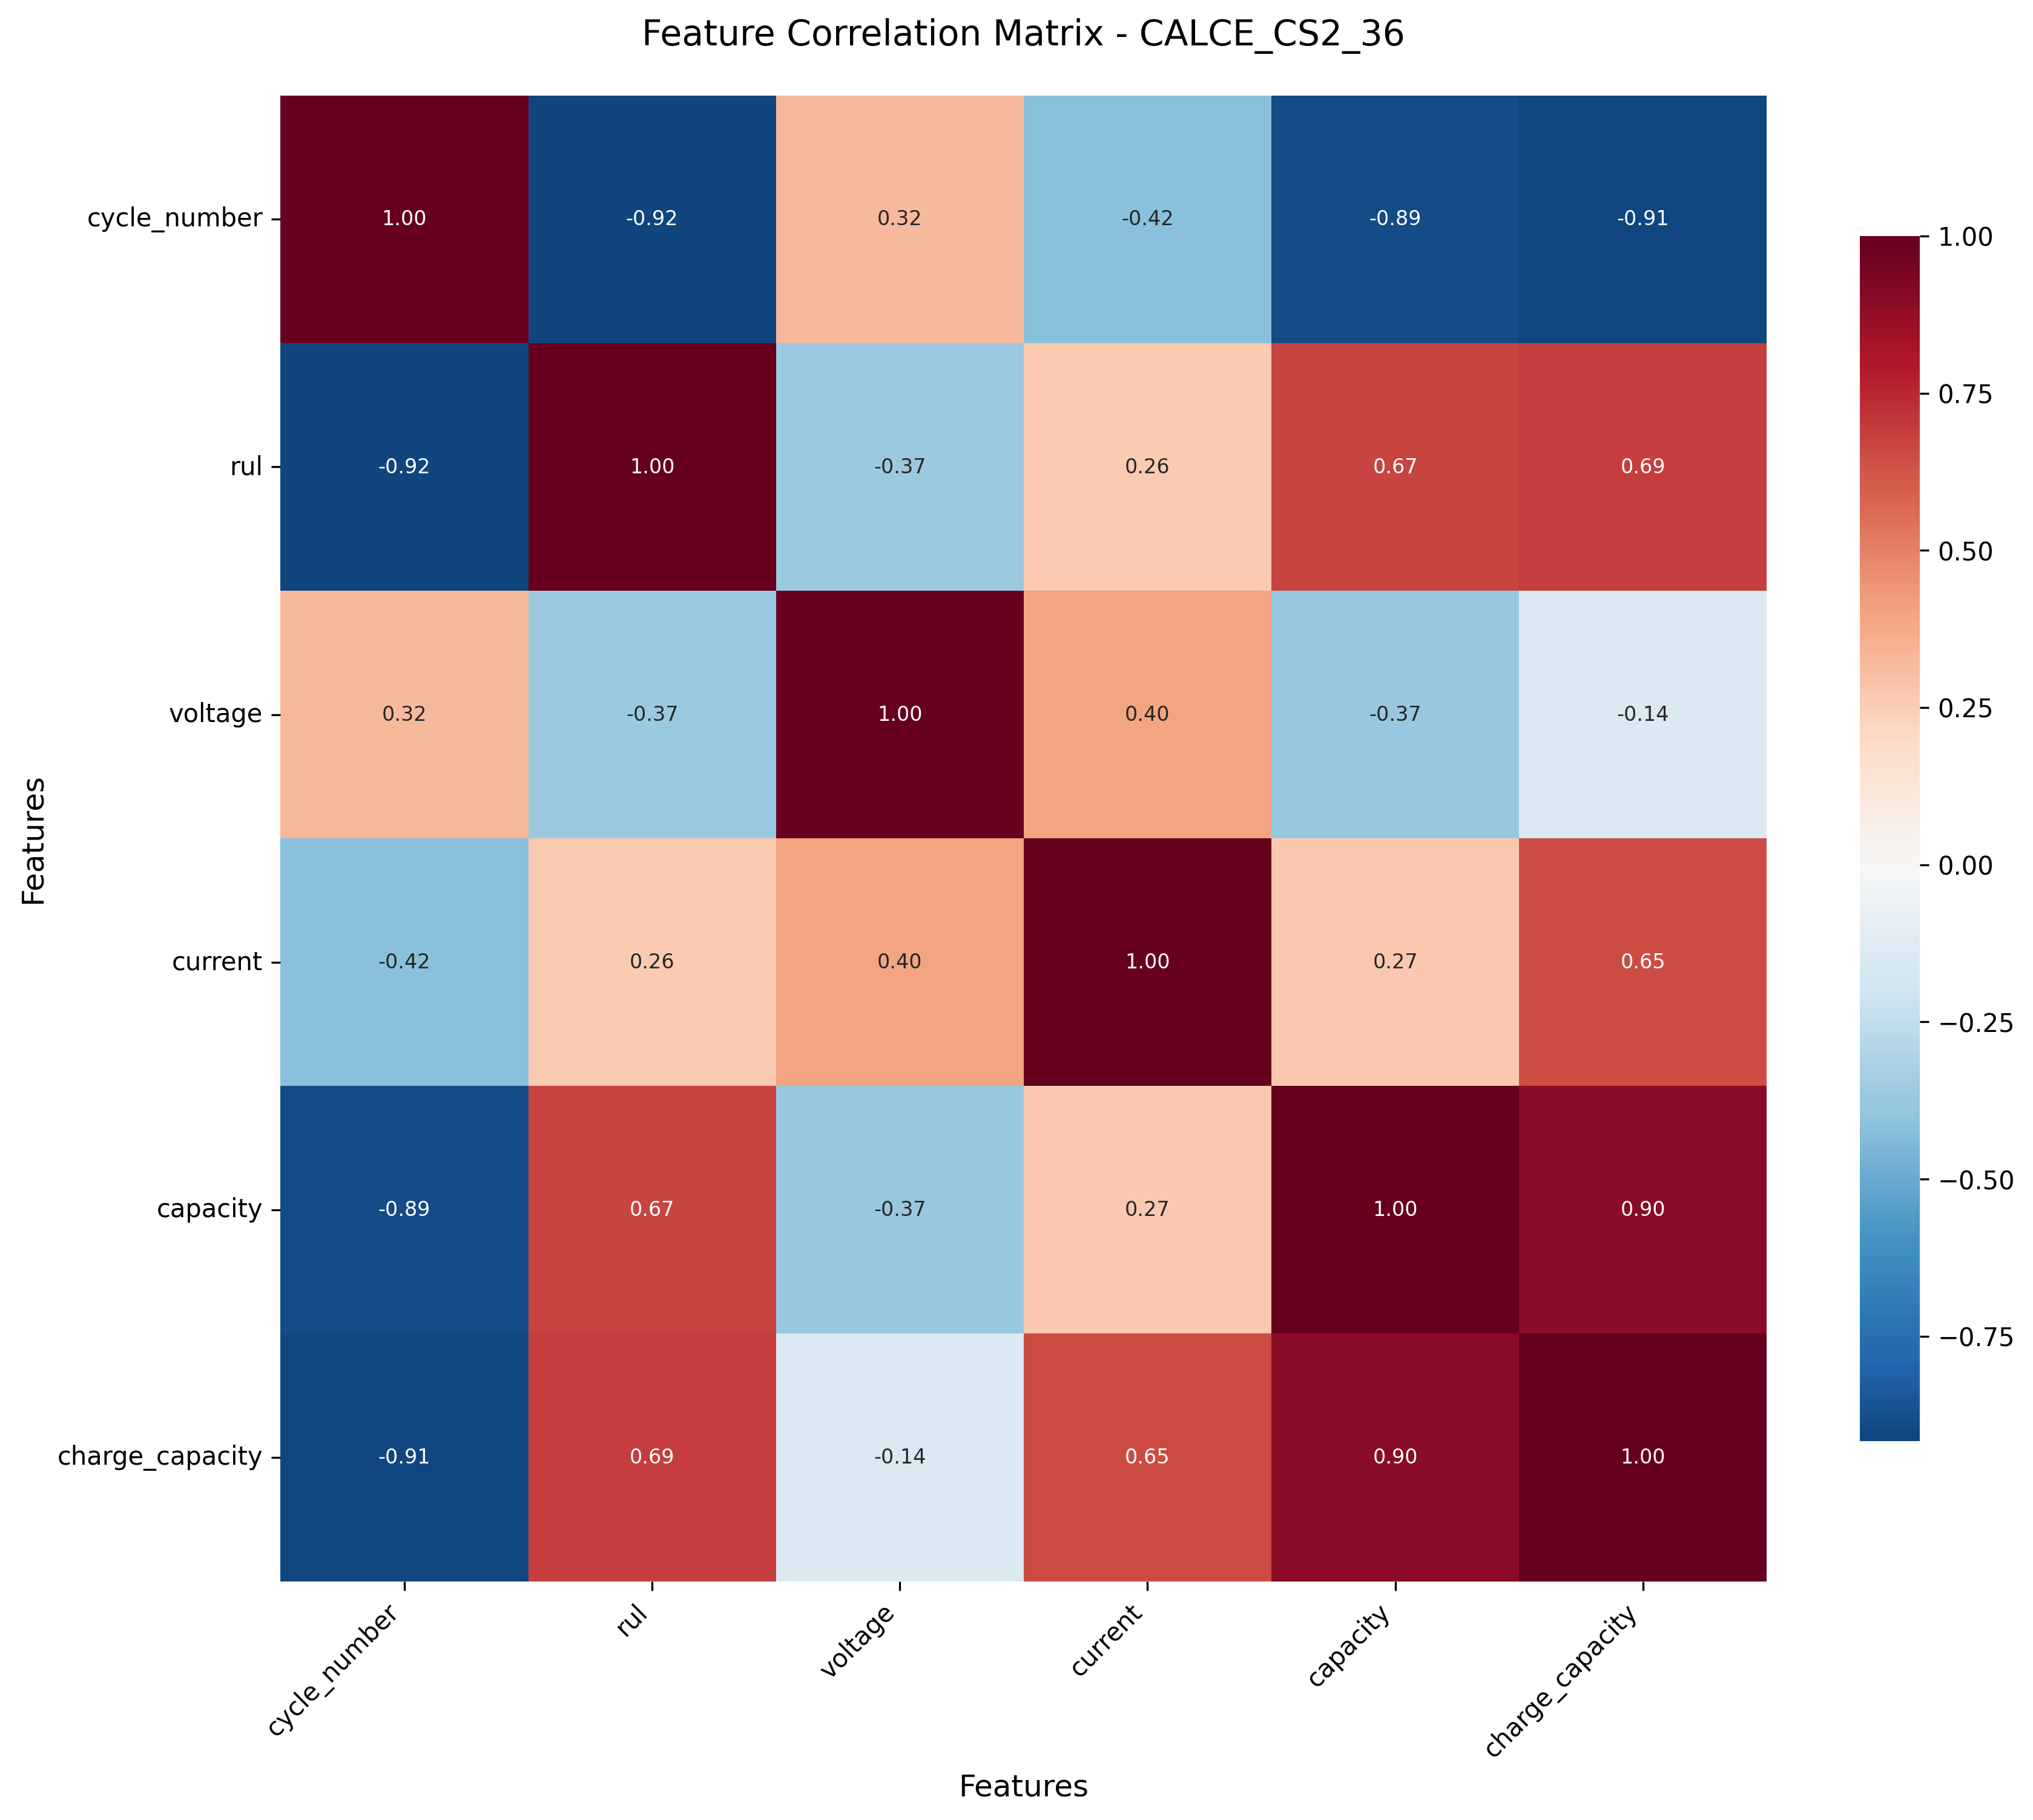 Feature Correlation Matrix - CALCE_CS2_36
Features
cycle_number 1.00 -0.92 0.32 -0.42 -0.89 -0.91
rul -0.92 1.00 -0.37 0.26 0.67 0.69
voltage 0.32 -0.37 1.00 0.40 -0.37 -0.14
current -0.42 0.26 0.40 1.00 0.27 0.65
capacity -0.89 0.67 -0.37 0.27 1.00 0.90
charge_capacity -0.91 0.69 -0.14 0.65 0.90 1.00
cycle_number rul voltage current capacity charge_capacity
Features
1.00
0.75
0.50
0.25
0.00
−0.25
−0.50
−0.75